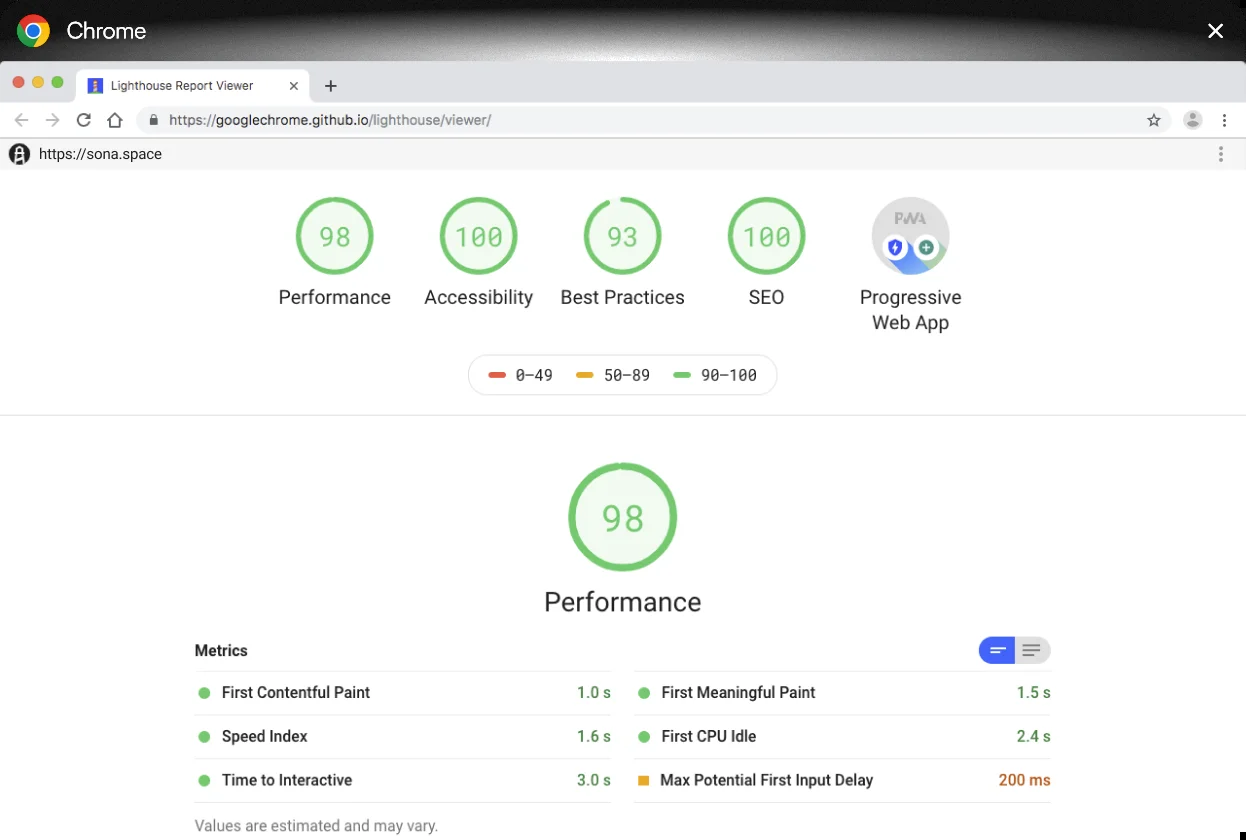 Chrome
Lighthouse Report Viewer
https://googlechrome.github.io/lighthouse/viewer/
https://sona.space
98 100 93 100 PWA
Performance Accessibility Best Practices SEO Progressive
Web App
0–49 50–89 90–100
98
Performance
Metrics
First Contentful Paint 1.0 s First Meaningful Paint 1.5 s
Speed Index 1.6 s First CPU Idle 2.4 s
Time to Interactive 3.0 s Max Potential First Input Delay 200 ms
Values are estimated and may vary.